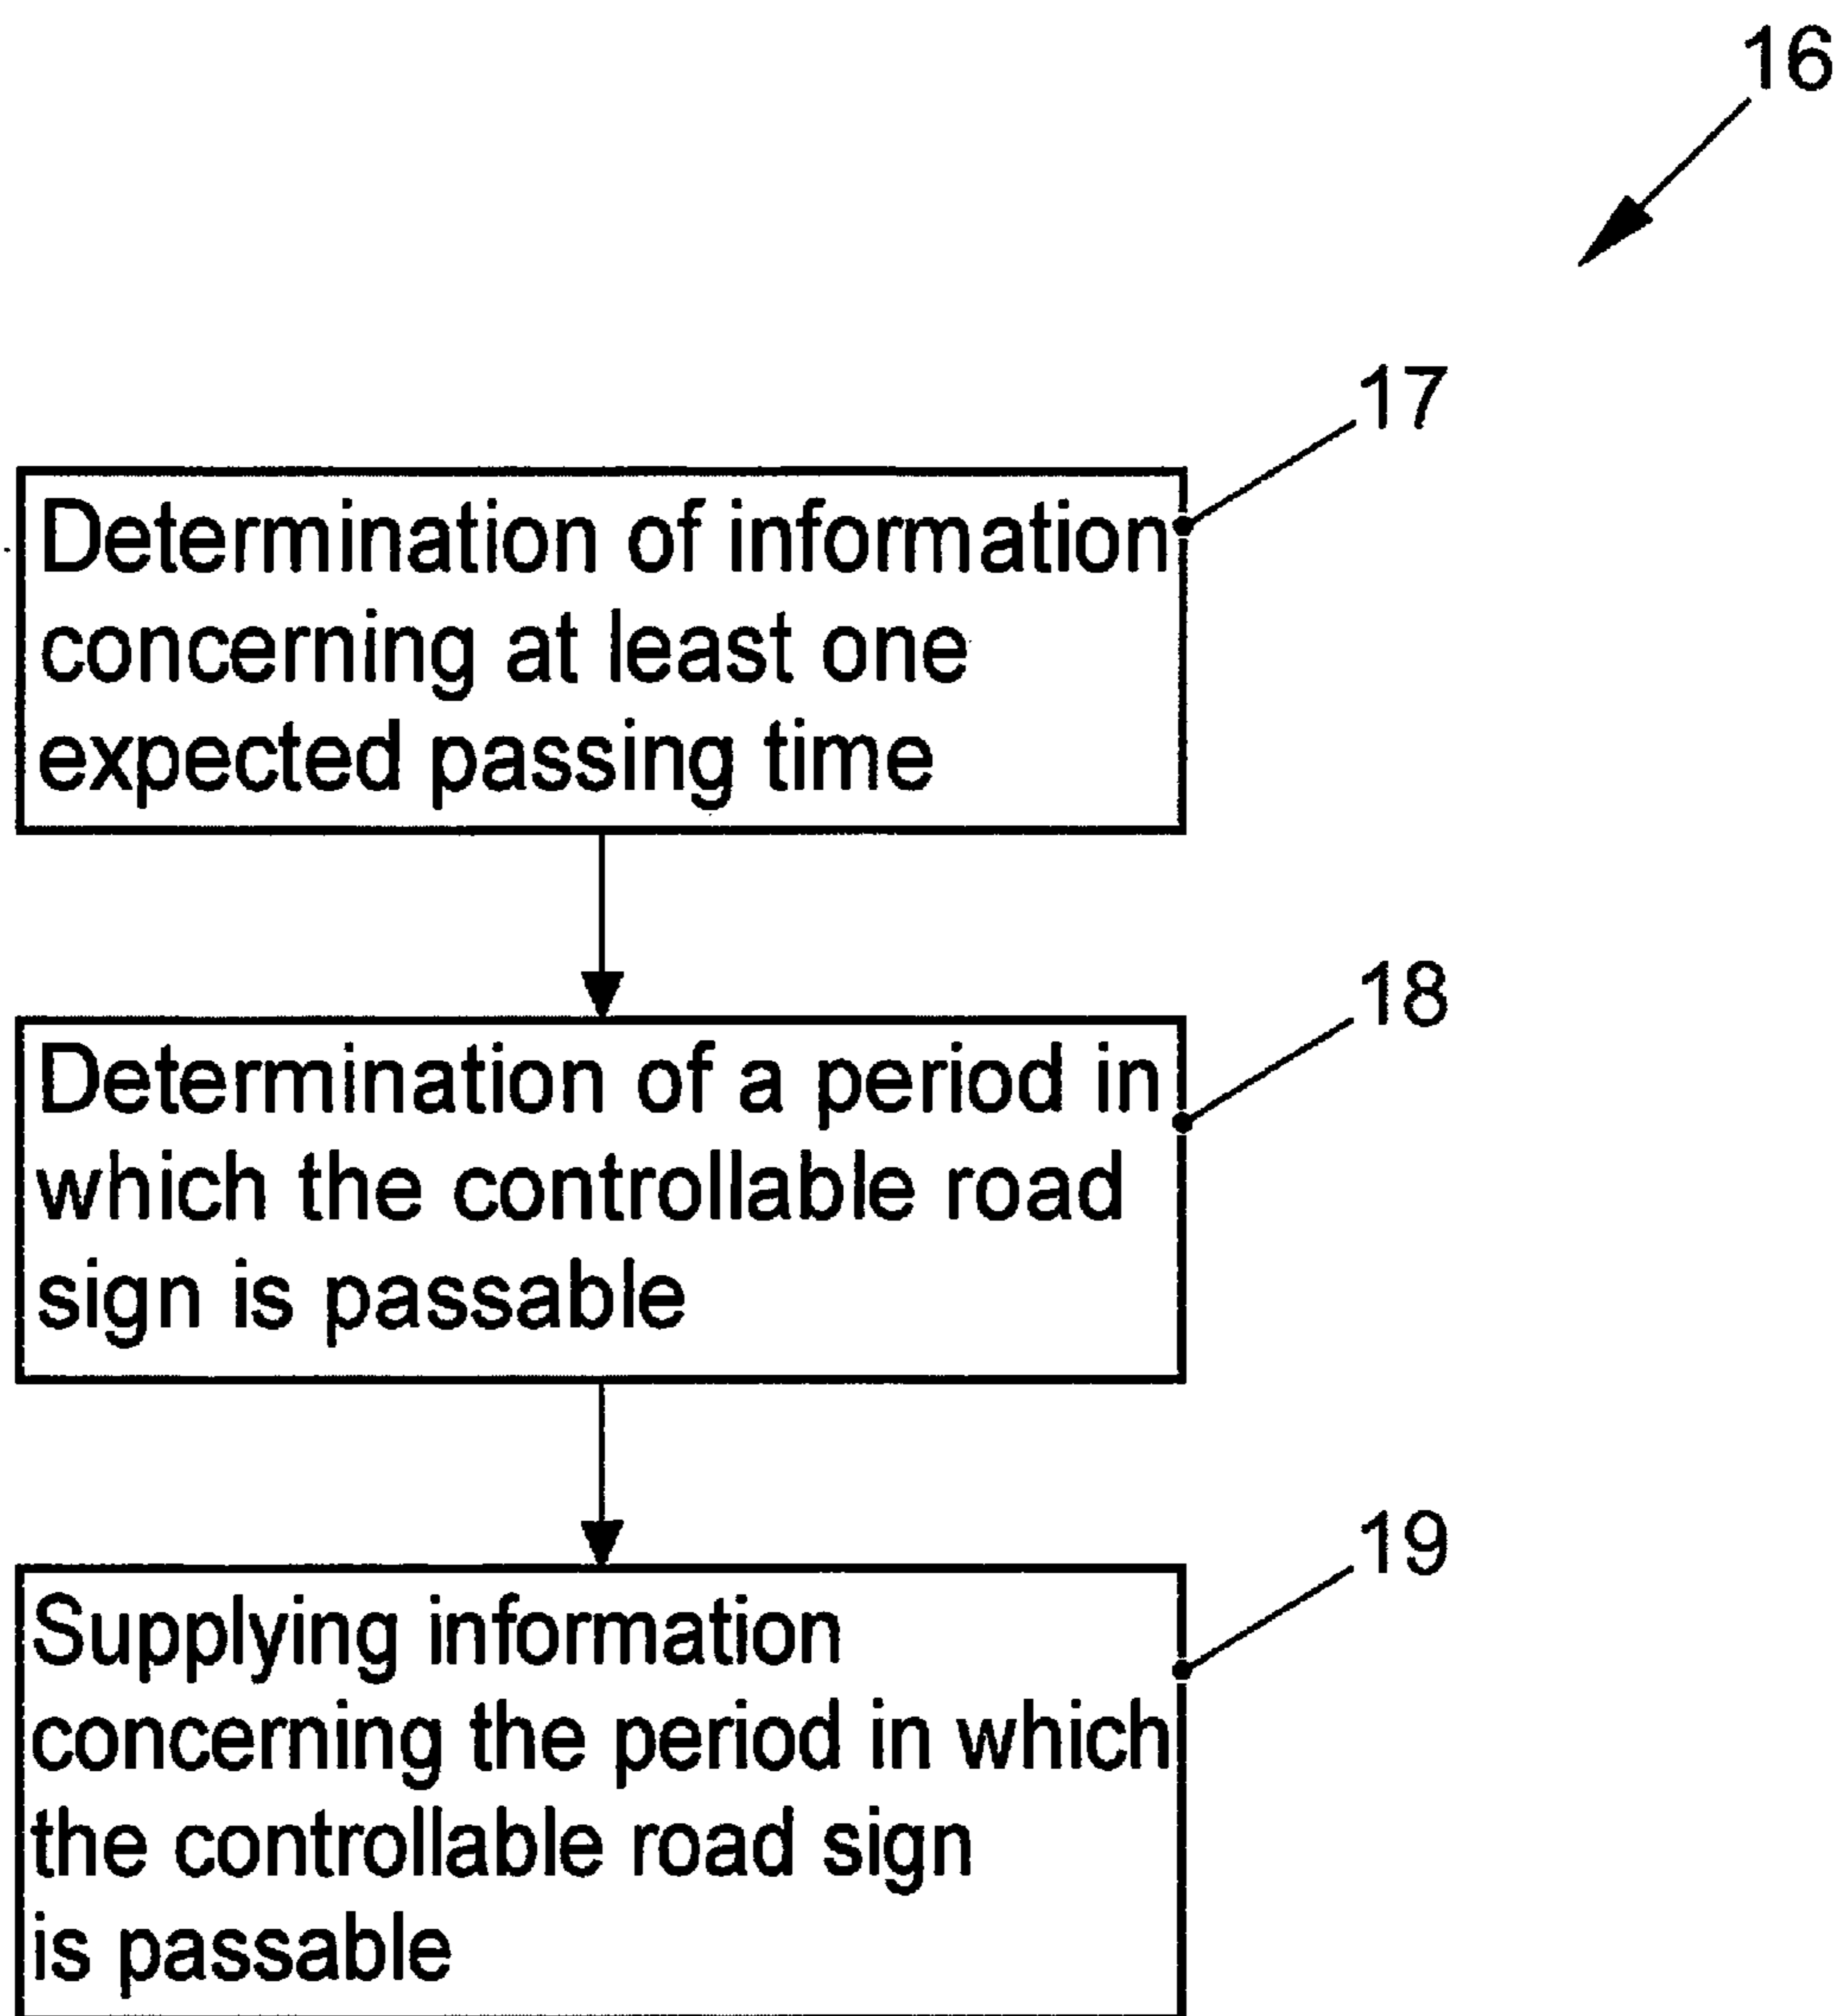 16
17
Determination of information
concerning at least one
expected passing time
18
Determination of a period in
which the controllable road
sign is passable
19
Supplying information
concerning the period in which
the controllable road sign
is passable